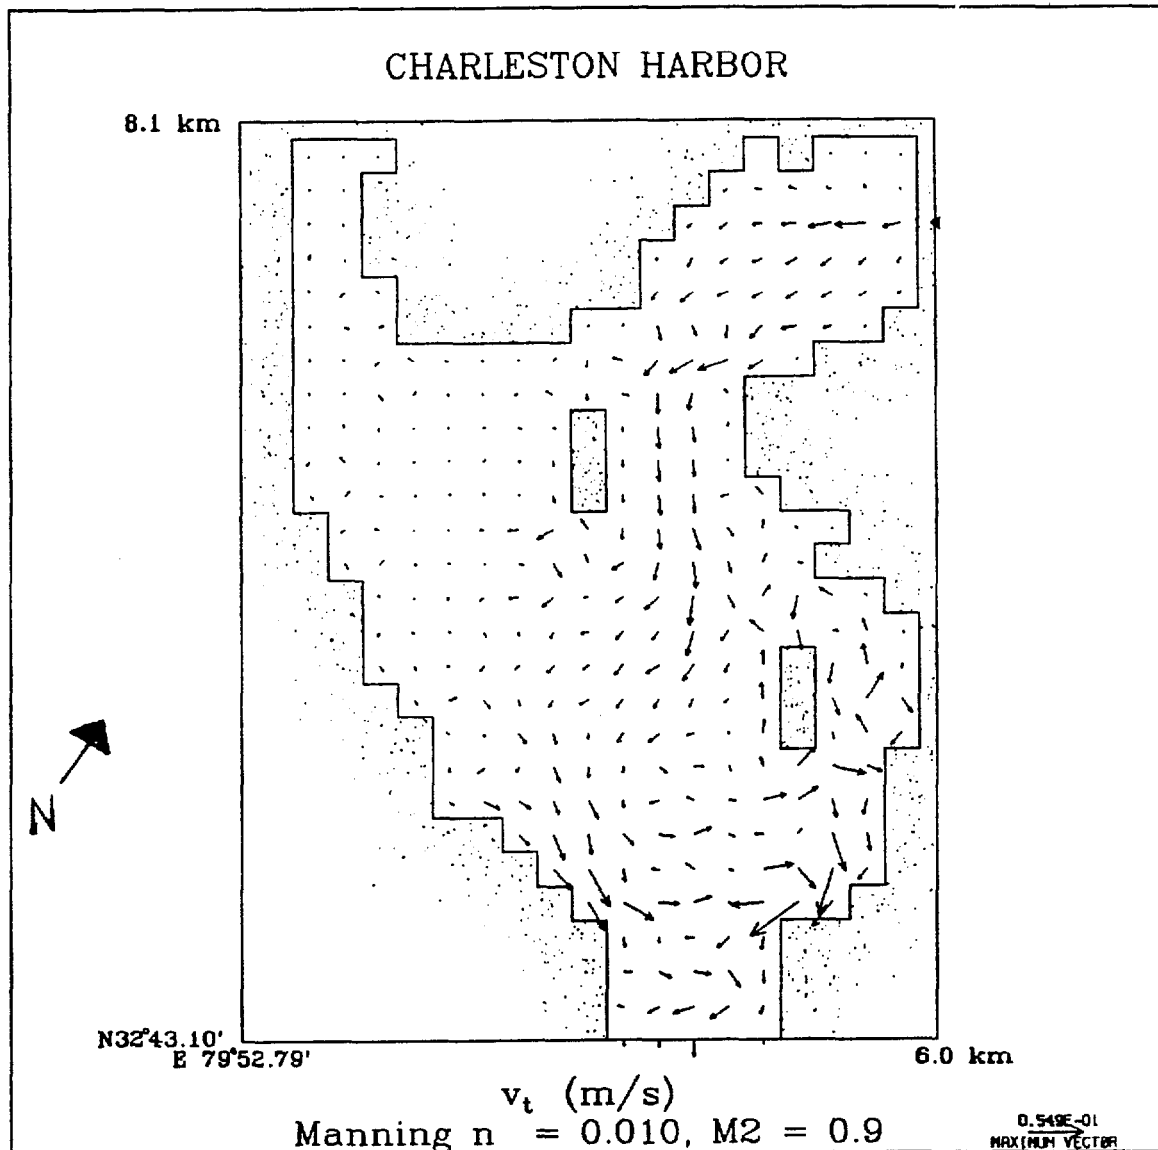 CHARLESTON HARBOR
8.1 km
N
N32°43.10'
E 79°52.79'
6.0 km
v_t (m/s)
Manning n = 0.010, M2 = 0.9
0.549E-01
MAXIMUM VECTOR